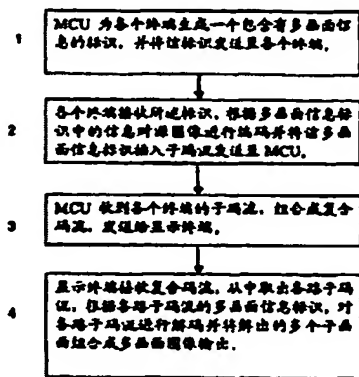 1
MCU 为各个终端生成一个包含有多画面信
息的标识，并将该标识发送至各个终端。
2
各个终端接收所述标识，根据多画面信息标
识中的信息对源图像进行编码并将该多画
面信息标识插入子码流发送至 MCU。
3
MCU 收到各个终端的子码流，组合成复合
码流，发送给显示终端。
4
显示终端接收复合码流，从中取出各路子码
流，根据各路子码流的多画面信息标识，对
各路子码流进行解码并将解出的多个子画
面组合成多画面图像输出。